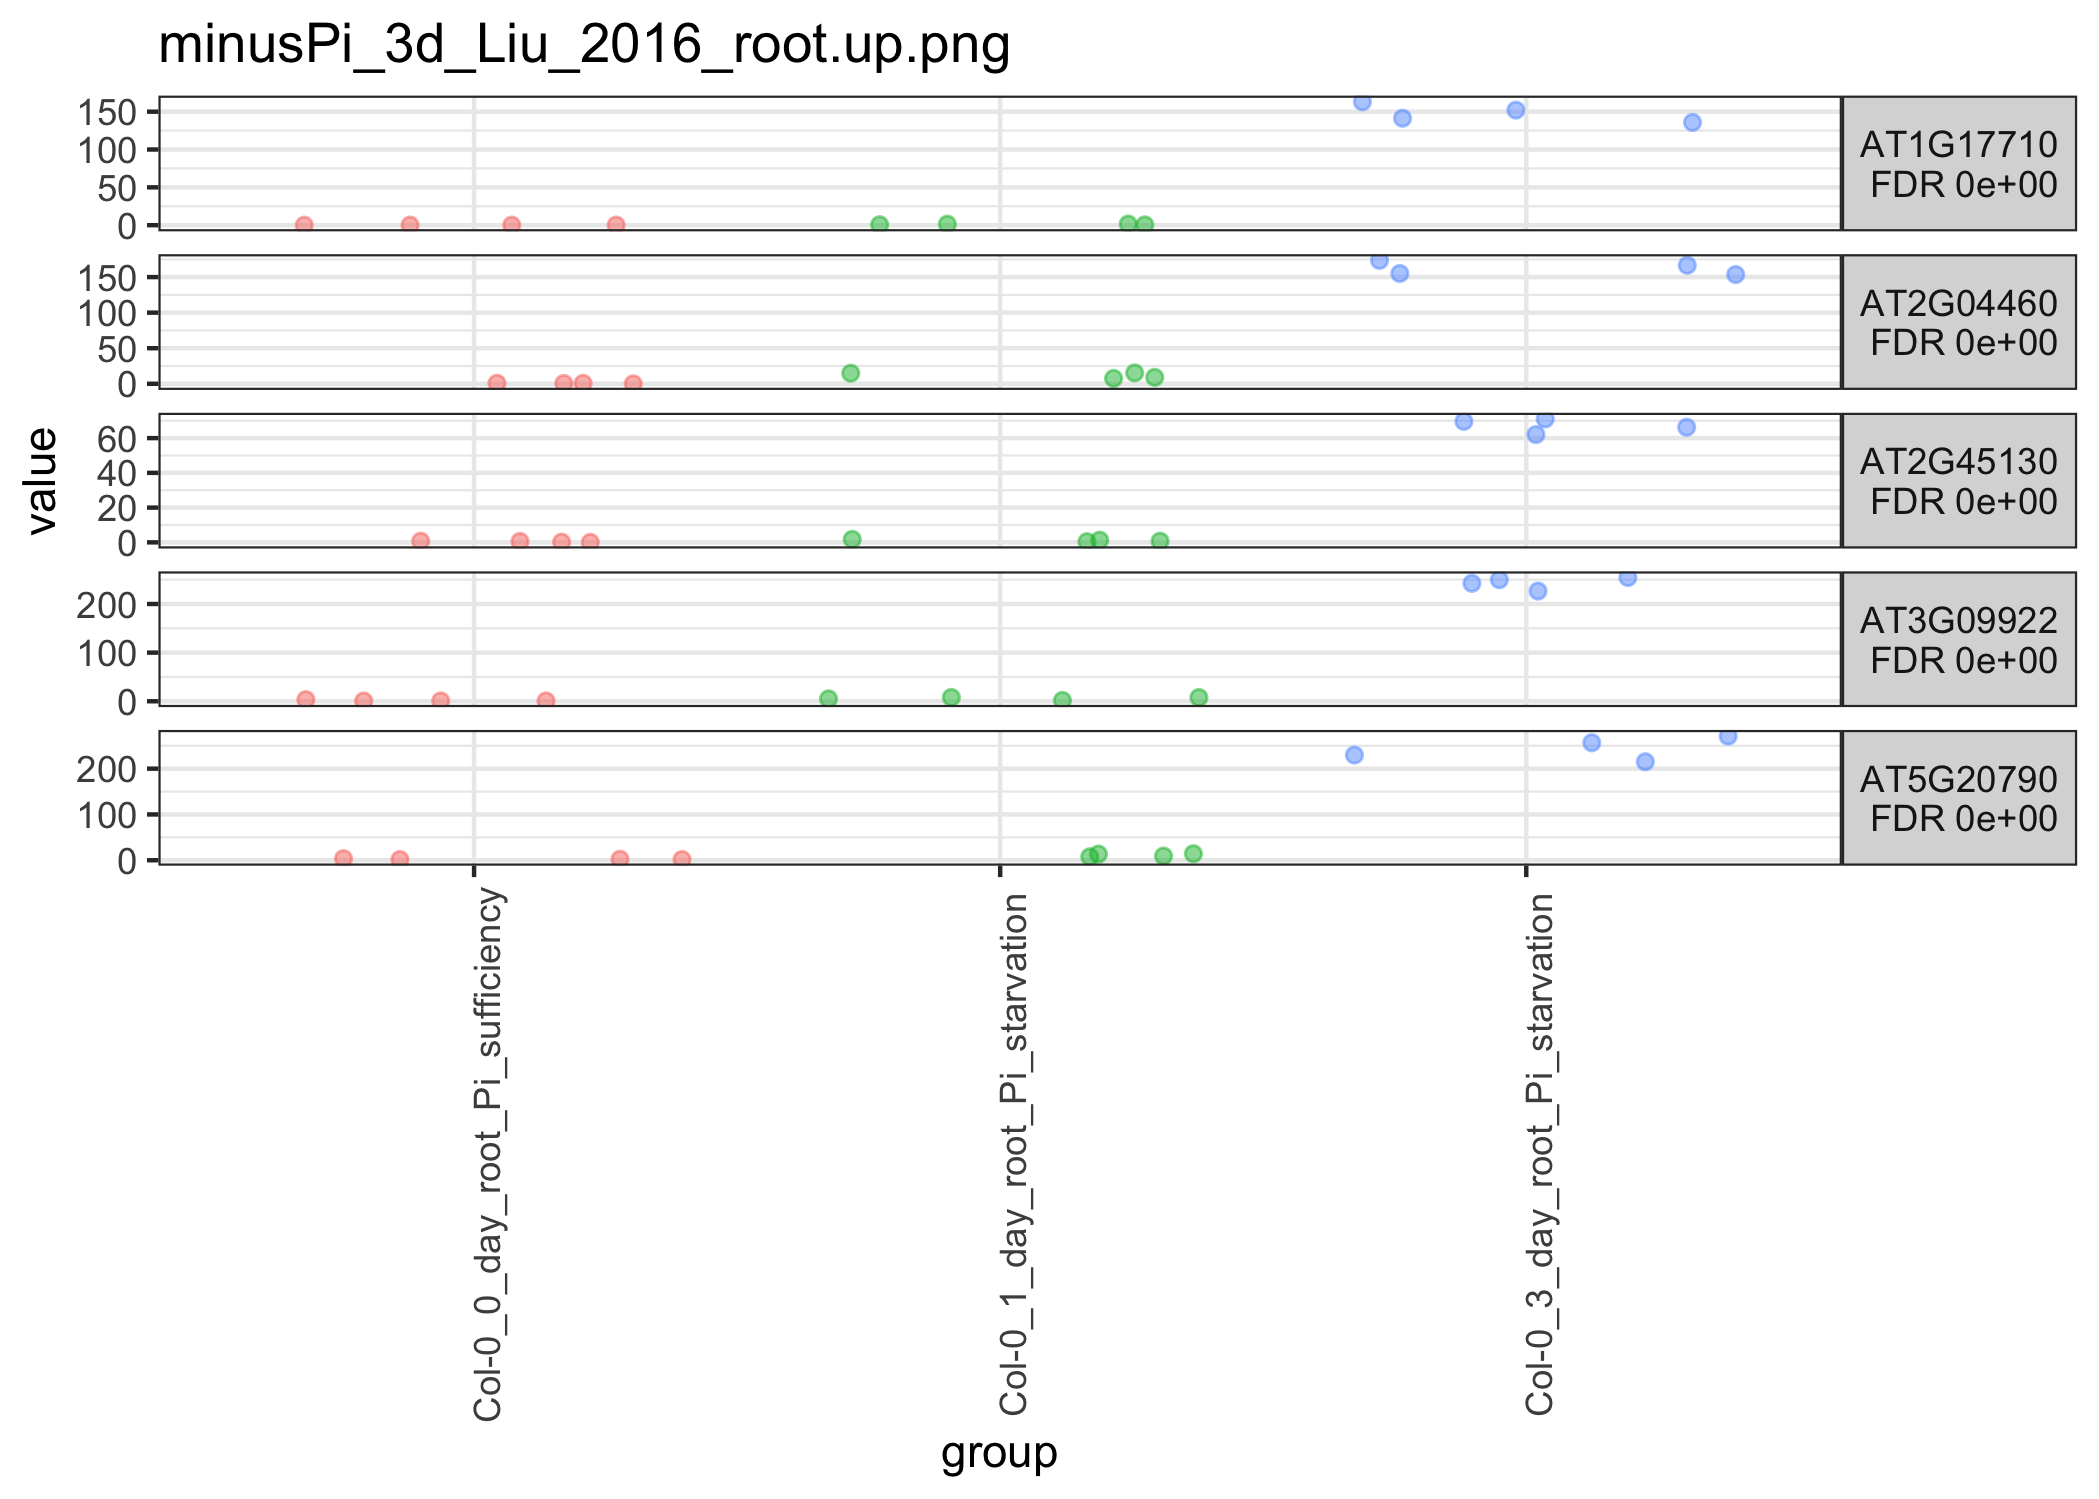 minusPi_3d_Liu_2016_root.up.png
value
150
100
50
0
AT1G17710
FDR 0e+00
150
100
50
0
AT2G04460
FDR 0e+00
60
40
20
0
AT2G45130
FDR 0e+00
200
100
0
AT3G09922
FDR 0e+00
200
100
0
AT5G20790
FDR 0e+00
Col-0_0_day_root_Pi_sufficiency
Col-0_1_day_root_Pi_starvation
Col-0_3_day_root_Pi_starvation
group